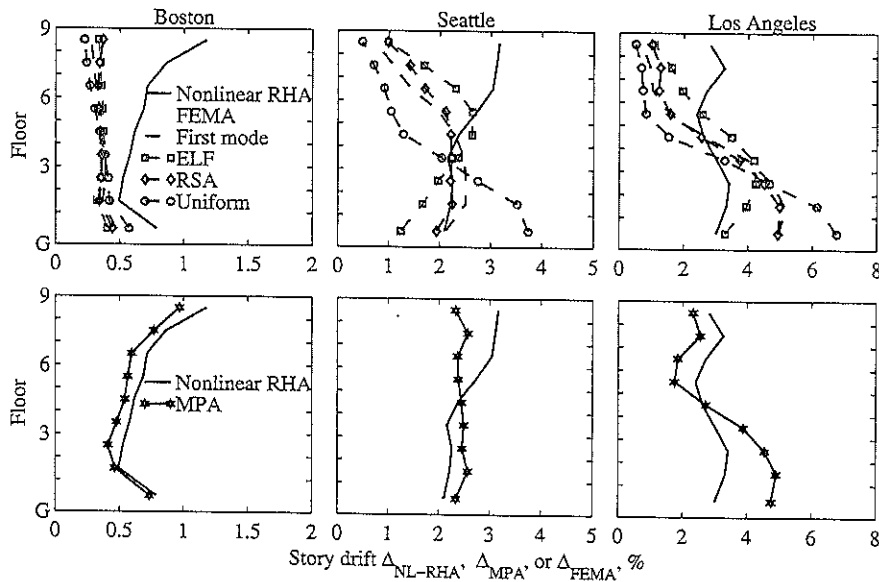 Boston
Seattle
Los Angeles
9
6
3
G
Floor
Nonlinear RHA
FEMA
First mode
ELF
RSA
Uniform
0 0.5 1 1.5 2
0 1 2 3 4 5
0 2 4 6 8
9
6
3
G
Floor
Nonlinear RHA
MPA
0 0.5 1 1.5 2
0 1 2 3 4 5
0 2 4 6 8
Story drift Δ_NL−RHA, Δ_MPA, or Δ_FEMA, %